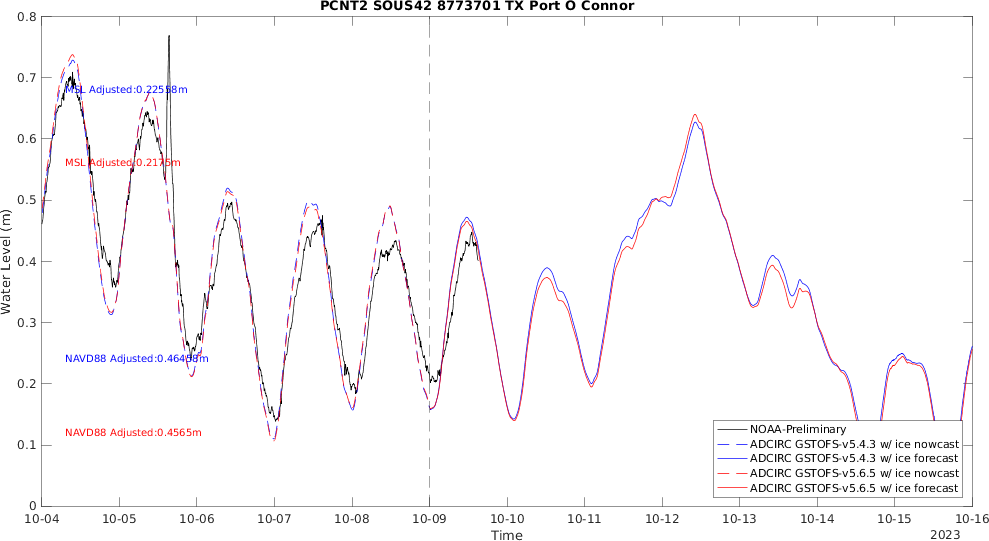 PCNT2 SOUS42 8773701 TX Port O Connor
0.8
0.7
0.6
0.5
0.4
0.3
0.2
0.1
0
Water Level (m)
MSL Adjusted:0.22558m
MSL Adjusted:0.2175m
NAVD88 Adjusted:0.46458m
NAVD88 Adjusted:0.4565m
NOAA-Preliminary
ADCIRC GSTOFS-v5.4.3 w/ ice nowcast
ADCIRC GSTOFS-v5.4.3 w/ ice forecast
ADCIRC GSTOFS-v5.6.5 w/ ice nowcast
ADCIRC GSTOFS-v5.6.5 w/ ice forecast
10-04 10-05 10-06 10-07 10-08 10-09 10-10 10-11 10-12 10-13 10-14 10-15 10-16
Time
2023